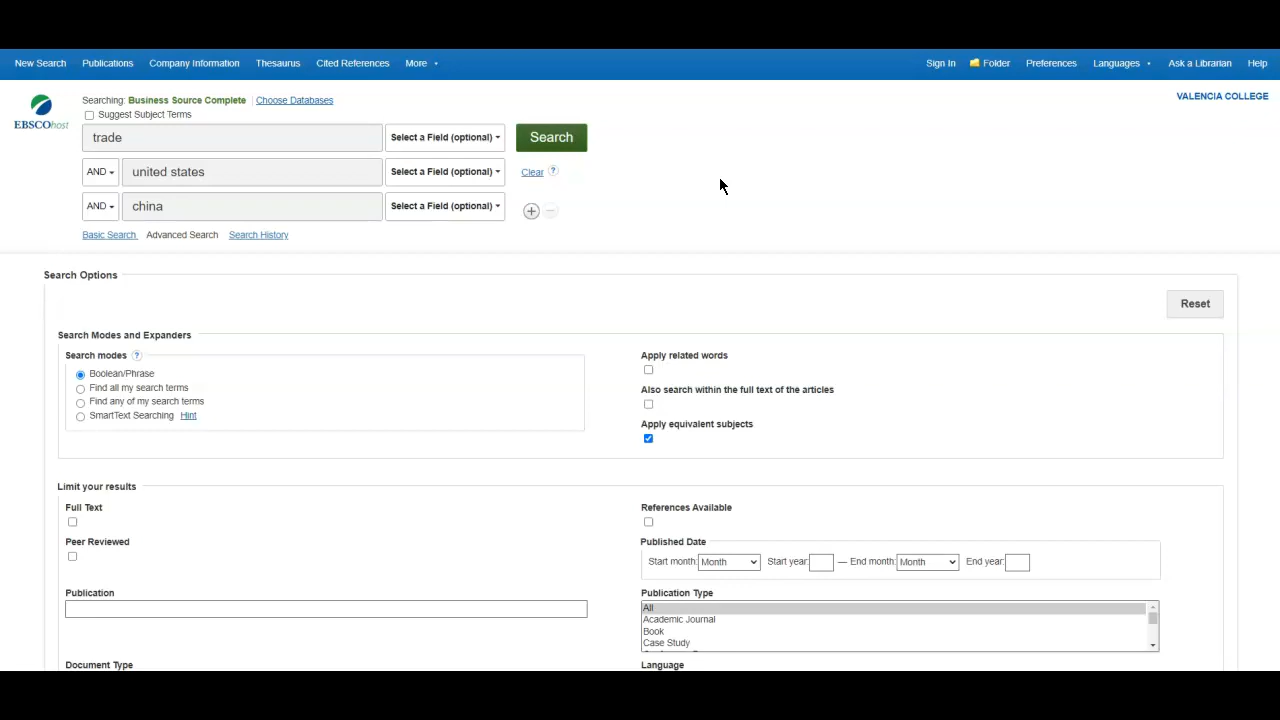 New Search Publications Company Information Thesaurus Cited References More Sign In Folder Preferences Languages Ask a Librarian Help
EBSCOhost
Searching: Business Source Complete Choose Databases
VALENCIA COLLEGE
Suggest Subject Terms
trade Select a Field (optional) Search
AND united states Select a Field (optional) Clear ?
AND china Select a Field (optional)
Basic Search Advanced Search Search History
Search Options
Reset
Search Modes and Expanders
Search modes ?
Boolean/Phrase
Find all my search terms
Find any of my search terms
SmartText Searching Hint
Apply related words
Also search within the full text of the articles
Apply equivalent subjects
Limit your results
Full Text
Peer Reviewed
Publication
Document Type
References Available
Published Date
Start month: Month Start year: — End month: Month End year:
Publication Type
All
Academic Journal
Book
Case Study
Language